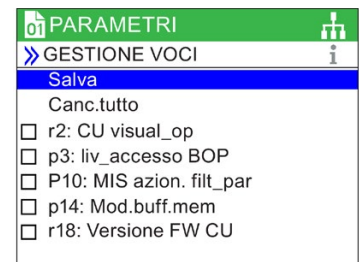 01 PARAMETRI
GESTIONE VOCI i
Salva
Canc.tutto
r2: CU visual_op
p3: liv_accesso BOP
P10: MIS azion. filt_par
p14: Mod.buff.mem
r18: Versione FW CU